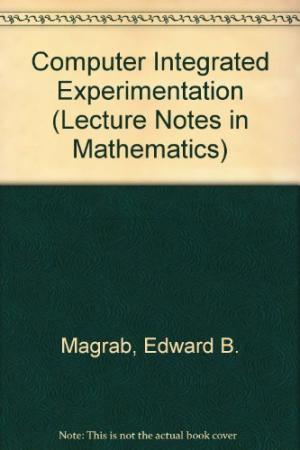 Computer Integrated
Experimentation
(Lecture Notes in
Mathematics)
Magrab, Edward B.
Note: This is not the actual book cover